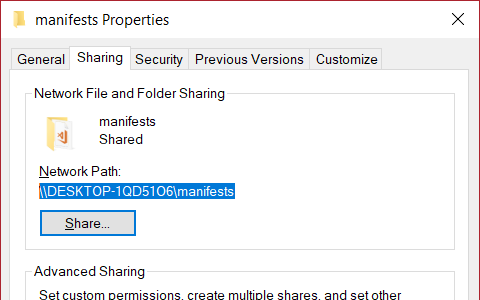 manifests Properties
General Sharing Security Previous Versions Customize
Network File and Folder Sharing
manifests
Shared
Network Path:
\\DESKTOP-1QD51O6\manifests
Share...
Advanced Sharing
Set custom permissions, create multiple shares, and set other